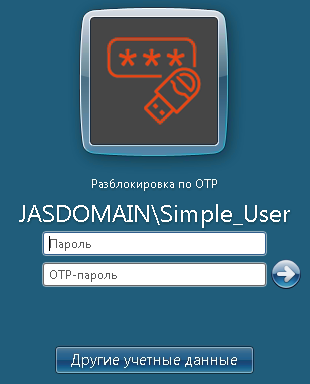 ***
Разблокировка по OTP
JASDOMAIN\Simple_User
Пароль
OTP-пароль
Другие учетные данные